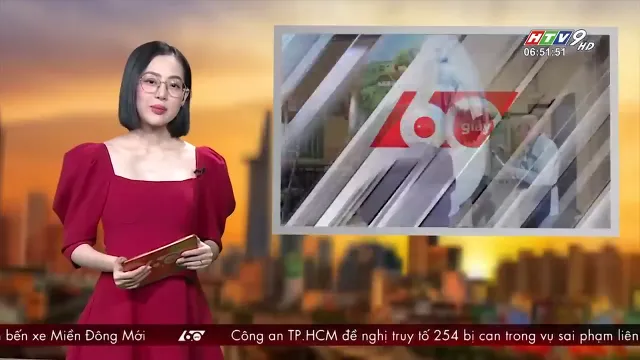 HTV9 HD
06:51:51
60 giây
n bến xe Miền Đông Mới 60 Công an TP.HCM đề nghị truy tố 254 bị can trong vụ sai phạm liên